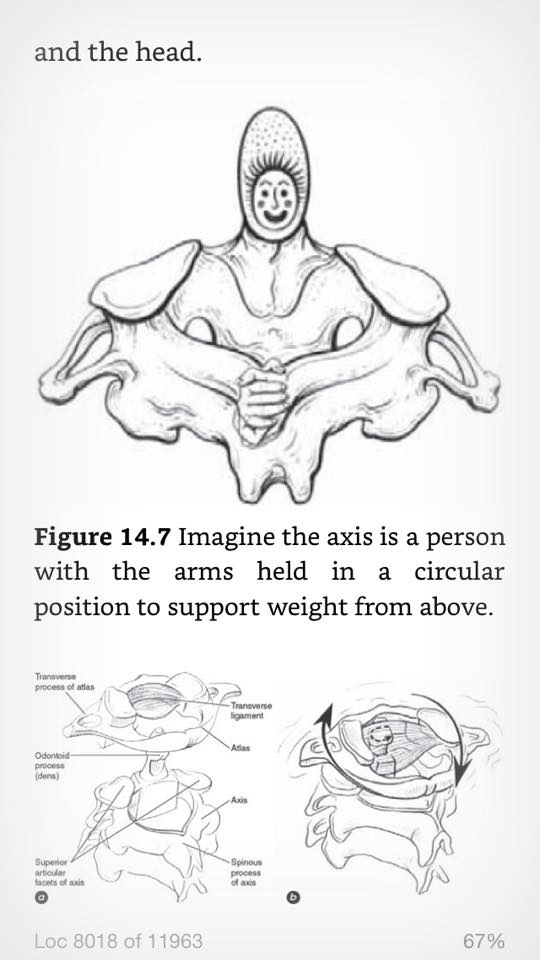 and the head.
Figure 14.7 Imagine the axis is a person
with the arms held in a circular
position to support weight from above.
Transverse
process of atlas
Transverse
ligament
Atlas
Odontoid
process
(dens)
Axis
Superior
articular
facets of axis
Spinous
process
of axis
a
b
Loc 8018 of 11963
67%